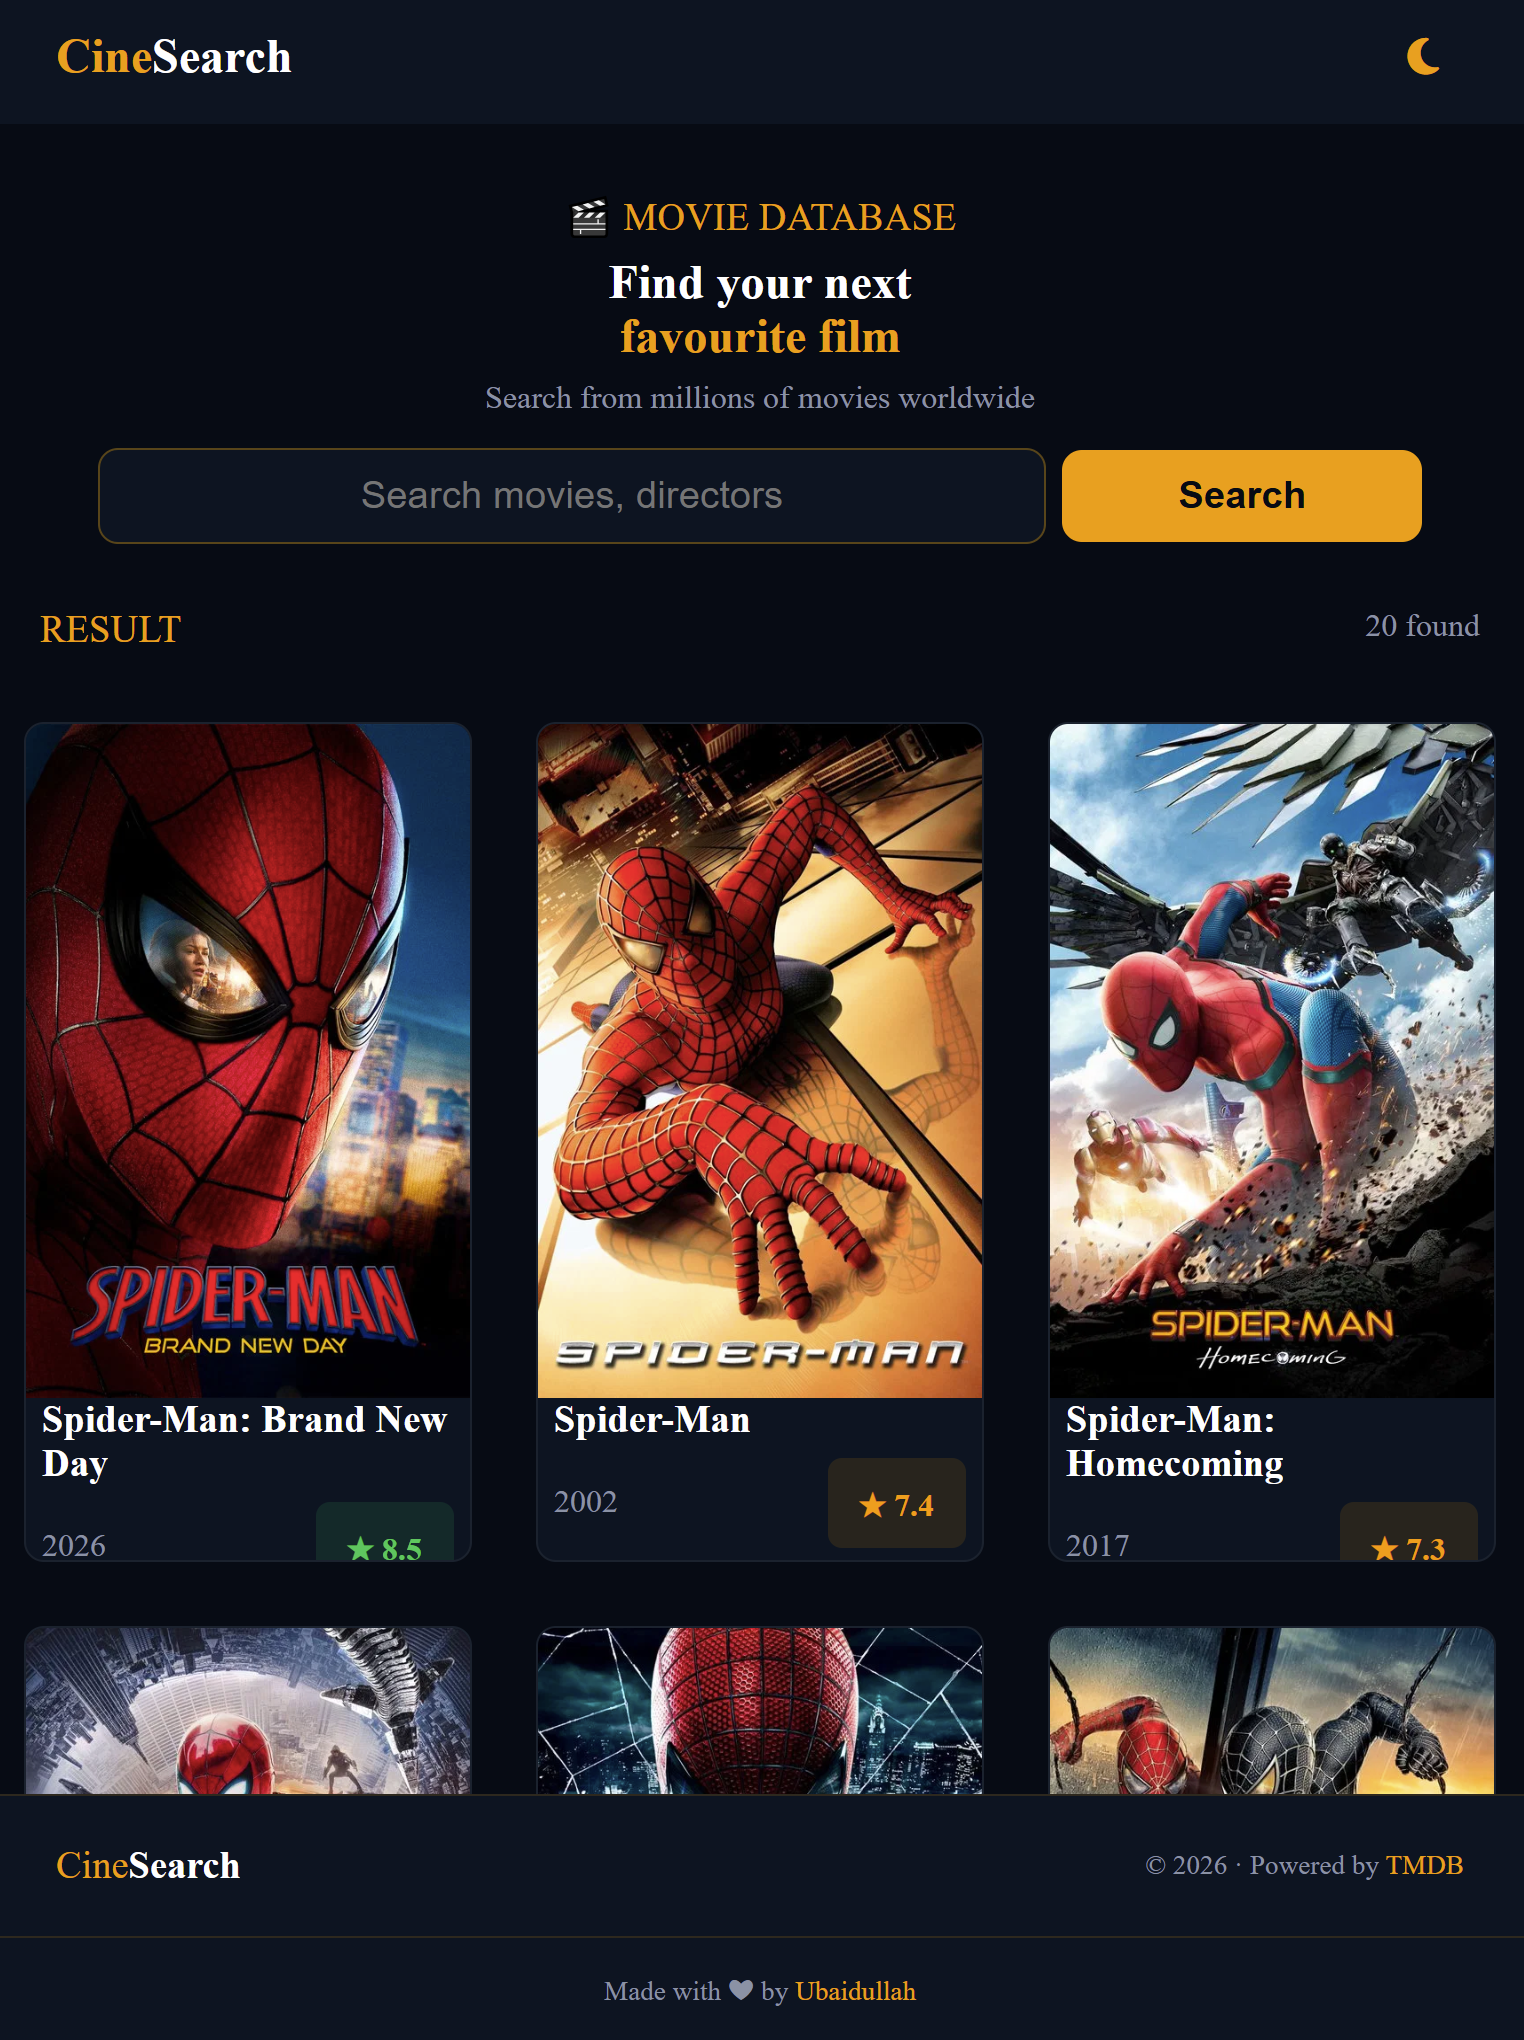 CineSearch
MOVIE DATABASE
Find your next
favourite film
Search from millions of movies worldwide
Search movies, directors
Search
RESULT
20 found
SPIDER-MAN
BRAND NEW DAY
SPIDER-MAN
SPIDER-MAN
HOMECOMING
Spider-Man: Brand New
Day
2026
★ 8.5
Spider-Man
2002
★ 7.4
Spider-Man:
Homecoming
2017
★ 7.3
CineSearch
© 2026 · Powered by TMDB
Made with ♥ by Ubaidullah